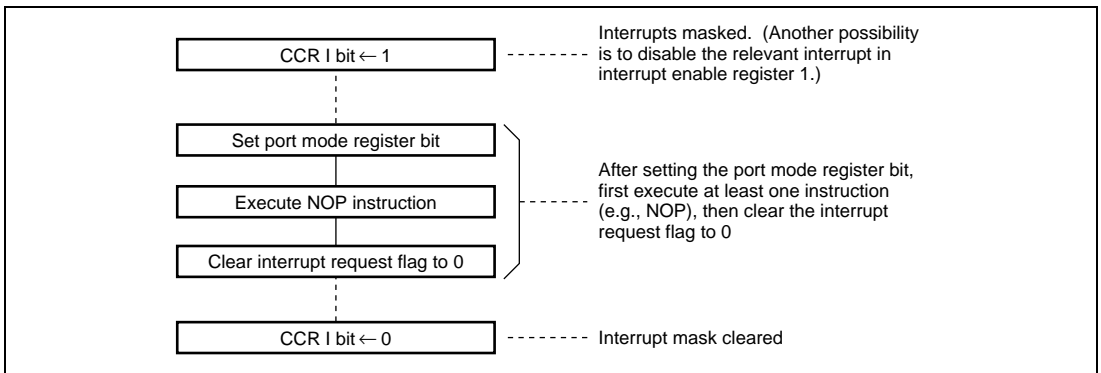 CCR I bit ← 1
Interrupts masked. (Another possibility
is to disable the relevant interrupt in
interrupt enable register 1.)
Set port mode register bit
Execute NOP instruction
Clear interrupt request flag to 0
After setting the port mode register bit,
first execute at least one instruction
(e.g., NOP), then clear the interrupt
request flag to 0
CCR I bit ← 0
Interrupt mask cleared